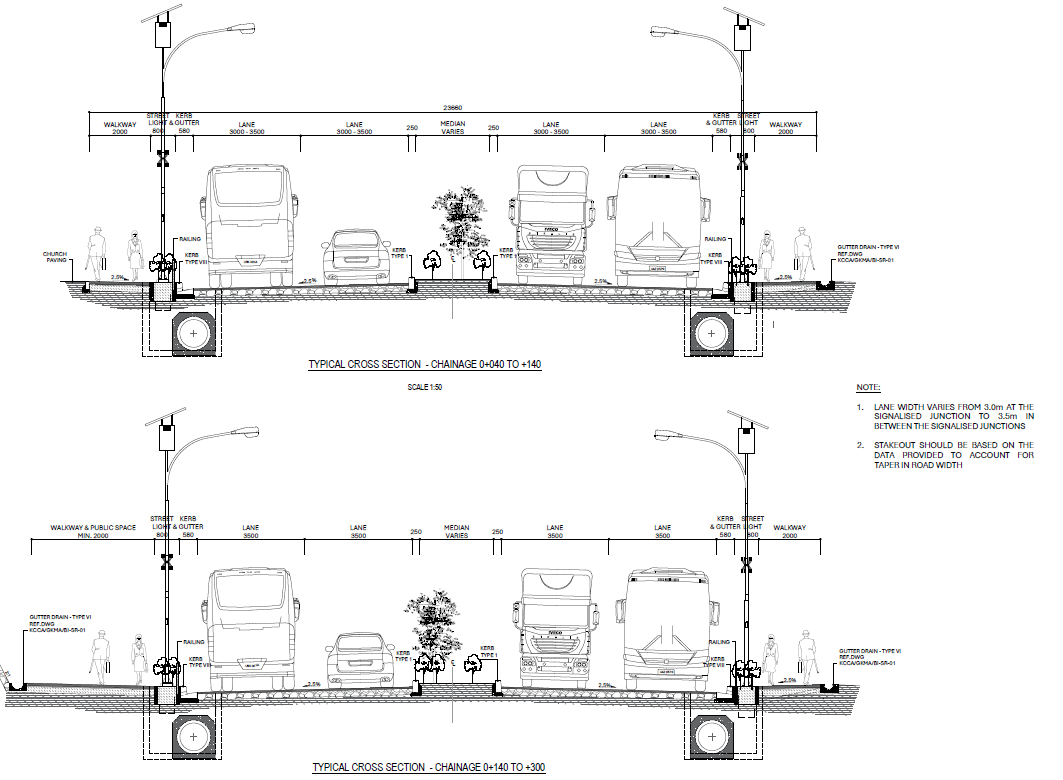 23660
WALKWAY
2000
STREET
LIGHT
800
KERB
& GUTTER
580
LANE
3000 - 3500
LANE
3000 - 3500
250
MEDIAN
VARIES
250
LANE
3000 - 3500
LANE
3000 - 3500
KERB
& GUTTER
580
STREET
LIGHT
800
WALKWAY
2000
CHURCH
PAVING
2.5%
RAILING
KERB
TYPE VIII
2.5%
KERB
TYPE 1
℄
KERB
TYPE 1
IVECO
2.5%
RAILING
KERB
TYPE VIII
2.5%
GUTTER DRAIN - TYPE VI
REF.DWG
KCCA/GKMA/BI-SR-01
TYPICAL CROSS SECTION - CHAINAGE 0+040 TO +140
SCALE 1:50
NOTE:
1. LANE WIDTH VARIES FROM 3.0m AT THE
SIGNALISED JUNCTION TO 3.5m IN
BETWEEN THE SIGNALISED JUNCTIONS
2. STAKEOUT SHOULD BE BASED ON THE
DATA PROVIDED TO ACCOUNT FOR
TAPER IN ROAD WIDTH
WALKWAY & PUBLIC SPACE
MIN. 2000
STREET
LIGHT
800
KERB
& GUTTER
580
LANE
3500
LANE
3500
250
MEDIAN
VARIES
250
LANE
3500
LANE
3500
KERB
& GUTTER
580
STREET
LIGHT
800
WALKWAY
2000
GUTTER DRAIN - TYPE VI
REF.DWG
KCCA/GKMA/BI-SR-01
RAILING
KERB
TYPE VIII
2.5%
KERB
TYPE 1
℄
KERB
TYPE 1
IVECO
2.5%
RAILING
KERB
TYPE VIII
2.5%
GUTTER DRAIN - TYPE VI
REF.DWG
KCCA/GKMA/BI-SR-01
TYPICAL CROSS SECTION - CHAINAGE 0+140 TO +300